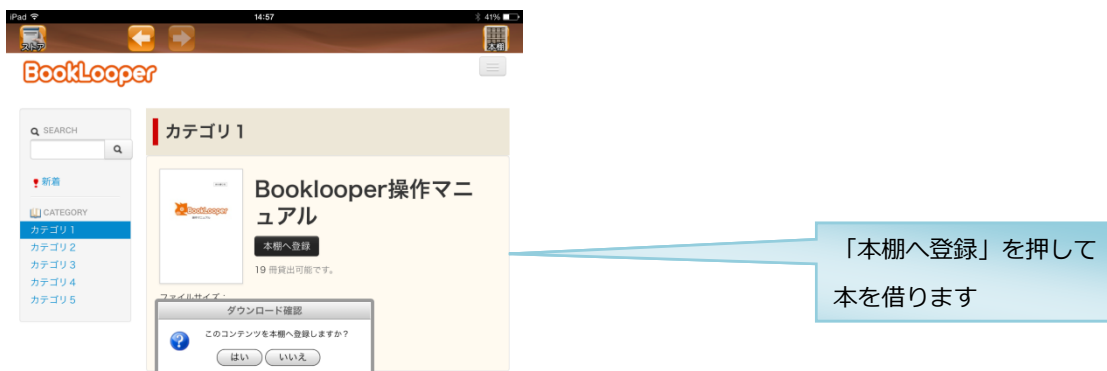 iPad 14:57 41%
ストア 本棚
BookLooper
SEARCH
新着
CATEGORY
カテゴリ 1
カテゴリ 2
カテゴリ 3
カテゴリ 4
カテゴリ 5
カテゴリ 1
BookLooper
Booklooper操作マニ
ュアル
本棚へ登録
19 冊貸出可能です。
ファイルサイズ：
ダウンロード確認
このコンテンツを本棚へ登録しますか？
はい いいえ
「本棚へ登録」を押して
本を借ります